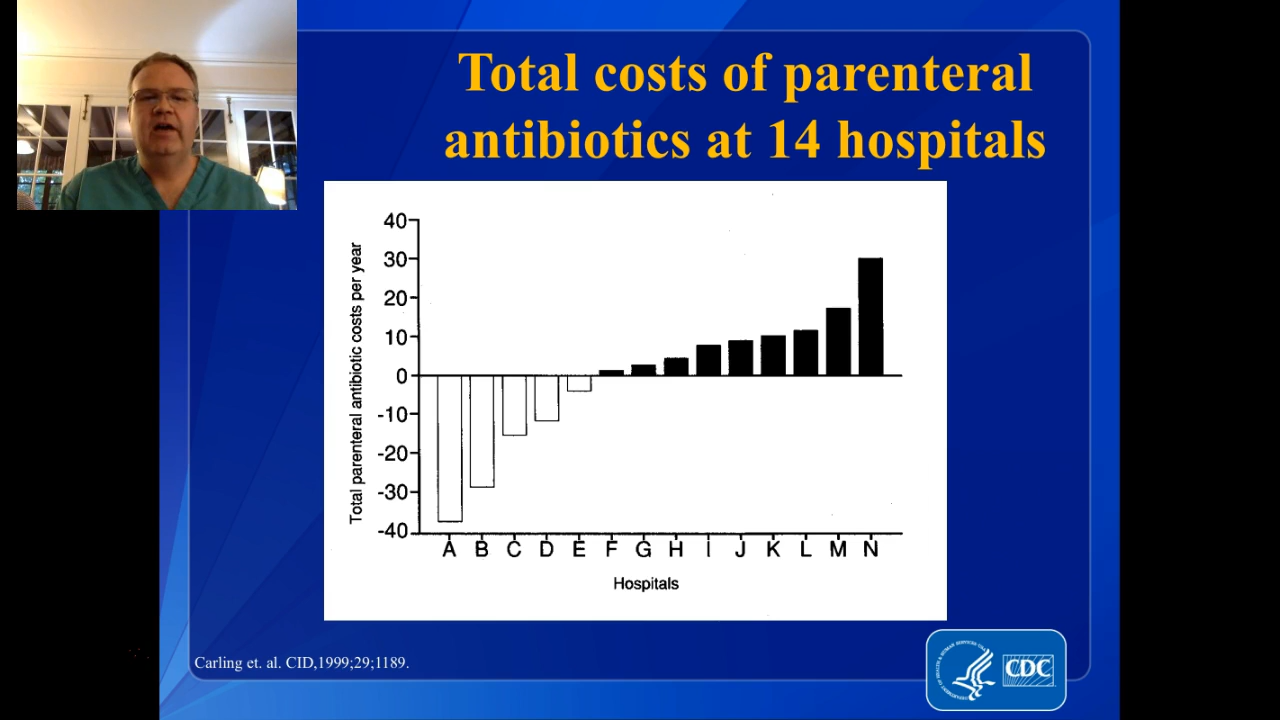 Total costs of parenteral
antibiotics at 14 hospitals
Total parenteral antibiotic costs per year
40
30
20
10
0
-10
-20
-30
-40
A B C D E F G H I J K L M N
Hospitals
Carling et. al. CID,1999;29;1189.
CDC